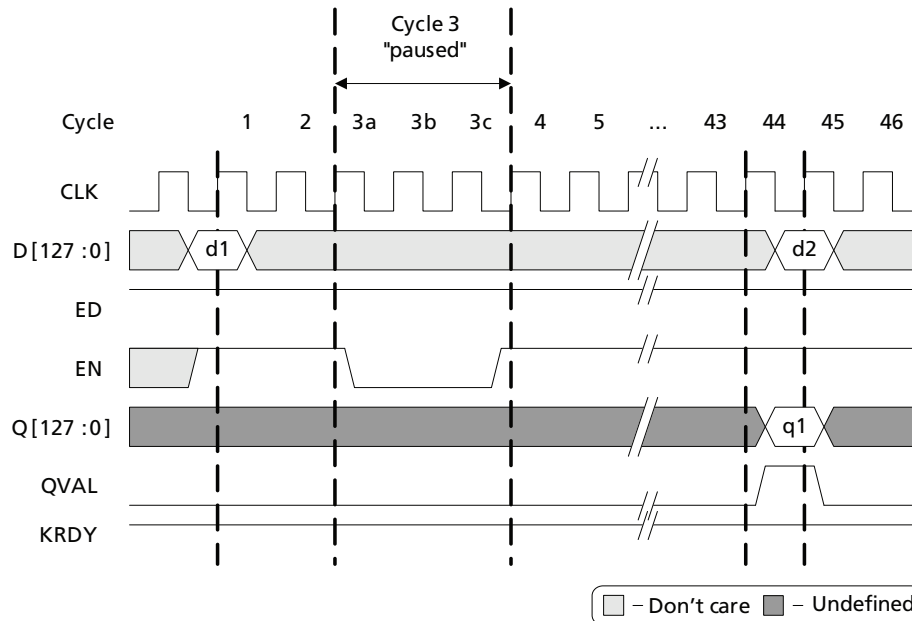 Cycle 3
"paused"
Cycle 1 2 3a 3b 3c 4 5 ... 43 44 45 46
CLK
D[127 :0] d1 d2
ED
EN
Q[127 :0] q1
QVAL
KRDY
– Don't care – Undefined